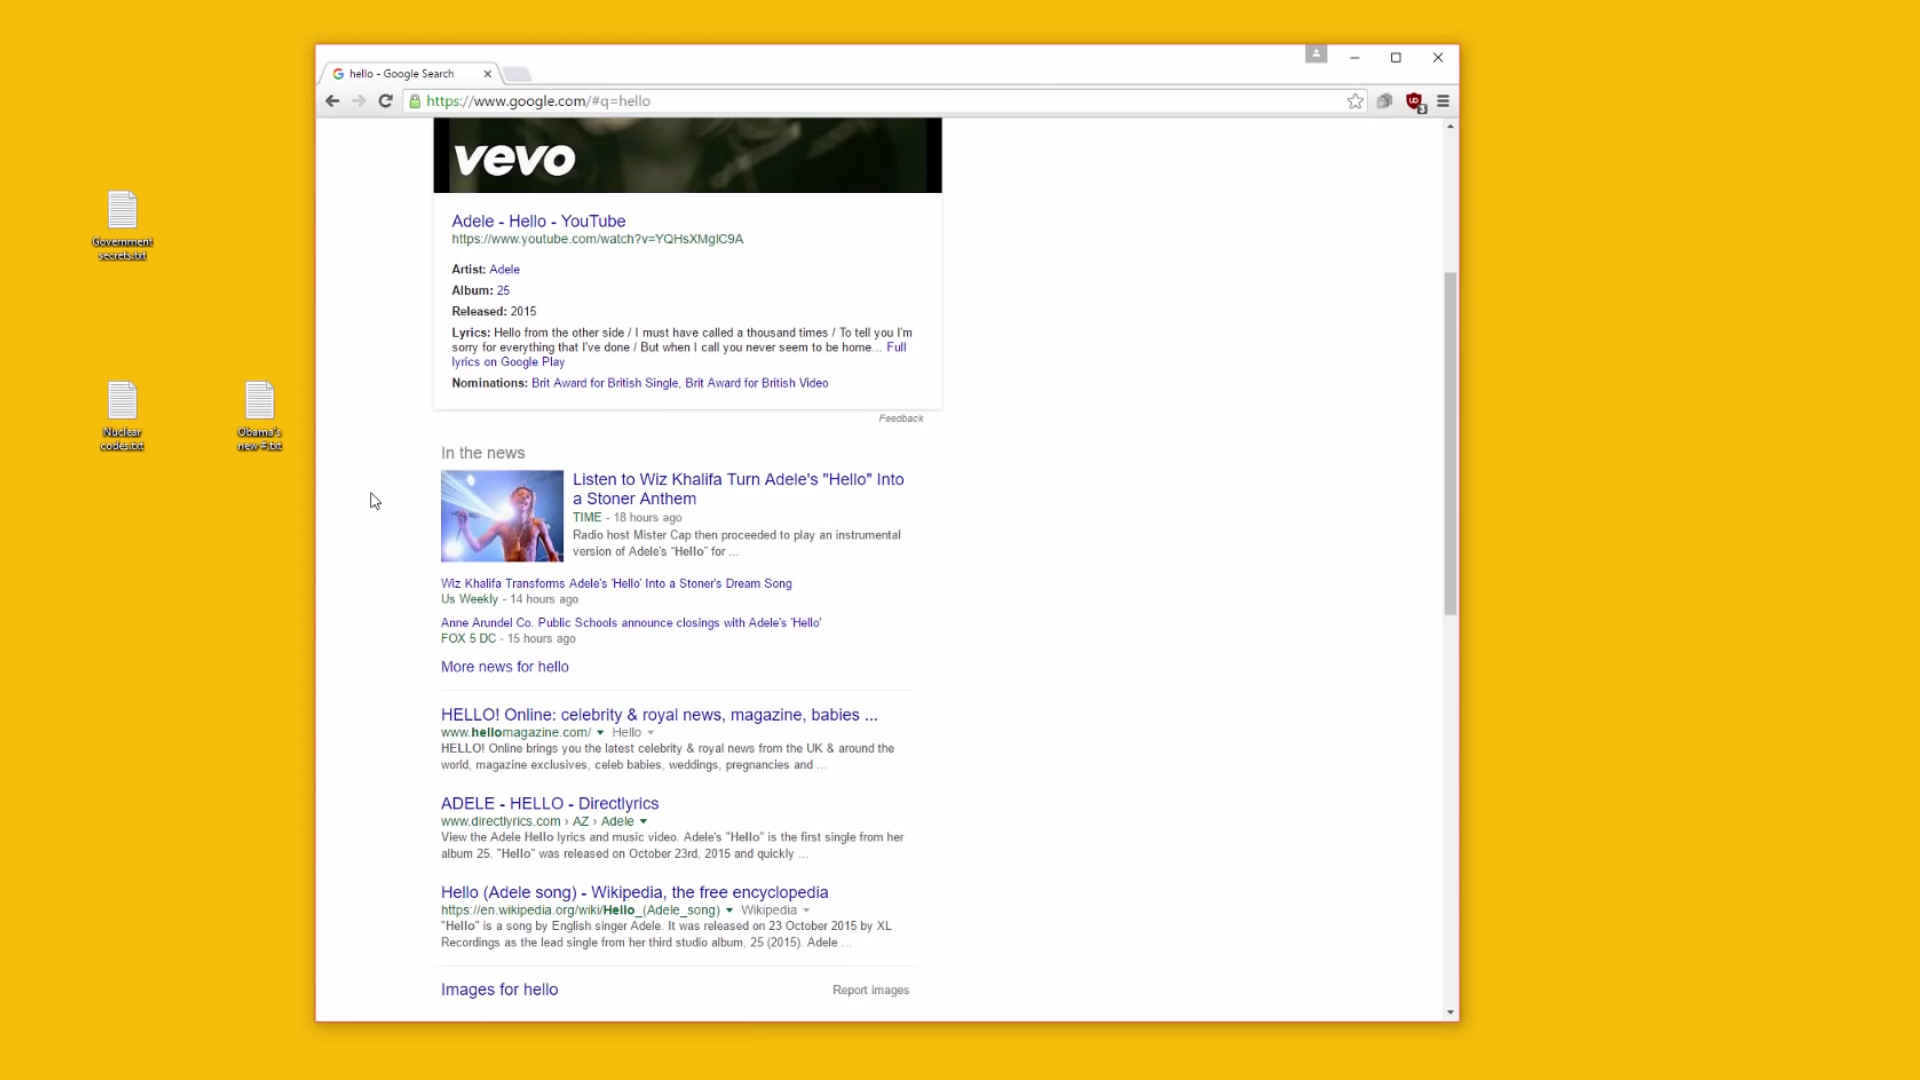 hello - Google Search
https://www.google.com/#q=hello
Government
secrets.txt
Nuclear
codes.txt
Obama's
new #.txt
vevo
Adele - Hello - YouTube
https://www.youtube.com/watch?v=YQHsXMglC9A
Artist: Adele
Album: 25
Released: 2015
Lyrics: Hello from the other side / I must have called a thousand times / To tell you I'm
sorry for everything that I've done / But when I call you never seem to be home... Full
lyrics on Google Play
Nominations: Brit Award for British Single, Brit Award for British Video
Feedback
In the news
Listen to Wiz Khalifa Turn Adele's "Hello" Into
a Stoner Anthem
TIME - 18 hours ago
Radio host Mister Cap then proceeded to play an instrumental
version of Adele's “Hello” for ...
Wiz Khalifa Transforms Adele's 'Hello' Into a Stoner's Dream Song
Us Weekly - 14 hours ago
Anne Arundel Co. Public Schools announce closings with Adele's 'Hello'
FOX 5 DC - 15 hours ago
More news for hello
HELLO! Online: celebrity & royal news, magazine, babies ...
www.hellomagazine.com/ Hello
HELLO! Online brings you the latest celebrity & royal news from the UK & around the
world, magazine exclusives, celeb babies, weddings, pregnancies and ...
ADELE - HELLO - Directlyrics
www.directlyrics.com › AZ › Adele
View the Adele Hello lyrics and music video. Adele's "Hello" is the first single from her
album 25. "Hello" was released on October 23rd, 2015 and quickly ...
Hello (Adele song) - Wikipedia, the free encyclopedia
https://en.wikipedia.org/wiki/Hello_(Adele_song) Wikipedia
"Hello" is a song by English singer Adele. It was released on 23 October 2015 by XL
Recordings as the lead single from her third studio album, 25 (2015). Adele ...
Images for hello
Report images